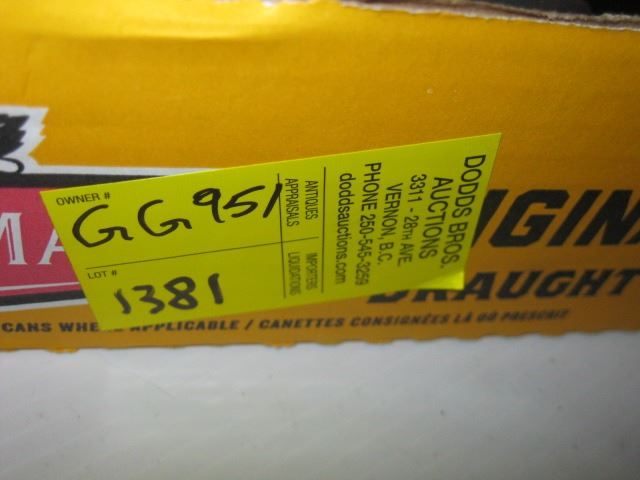 OWNER #
GG951
LOT #
1381
ANTIQUES
APPRAISALS
IMPORTERS
LIQUIDATIONS
DODDS BROS.
AUCTIONS
3311 - 28TH AVE.
VERNON, B.C.
PHONE 250-545-3259
doddsauctions.com
MA
IGIN
DRAUGHT
CANS WHE APPLICABLE / CANETTES CONSIGNÉES LÀ OÙ PRESCRIT